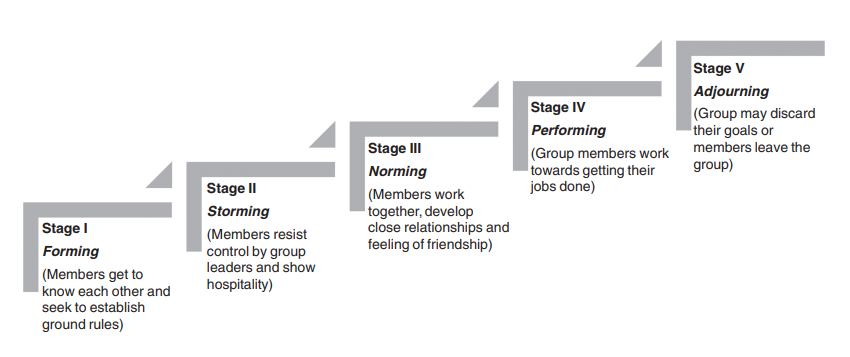 Stage I
Forming
(Members get to
know each other and
seek to establish
ground rules)
Stage II
Storming
(Members resist
control by group
leaders and show
hospitality)
Stage III
Norming
(Members work
together, develop
close relationships and
feeling of friendship)
Stage IV
Performing
(Group members work
towards getting their
jobs done)
Stage V
Adjourning
(Group may discard
their goals or
members leave the
group)